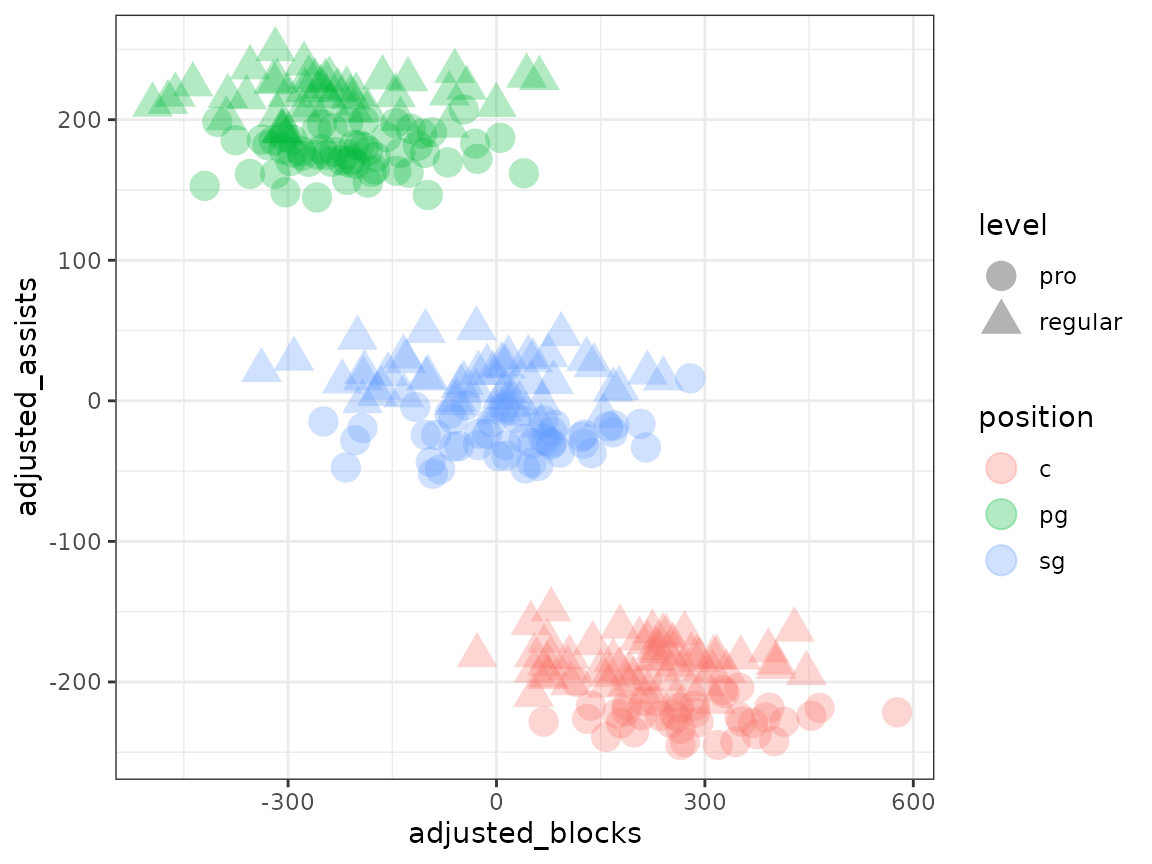 adjusted_assists
200
100
0
-100
-200
-300
0
300
600
adjusted_blocks
level
pro
regular
position
c
pg
sg